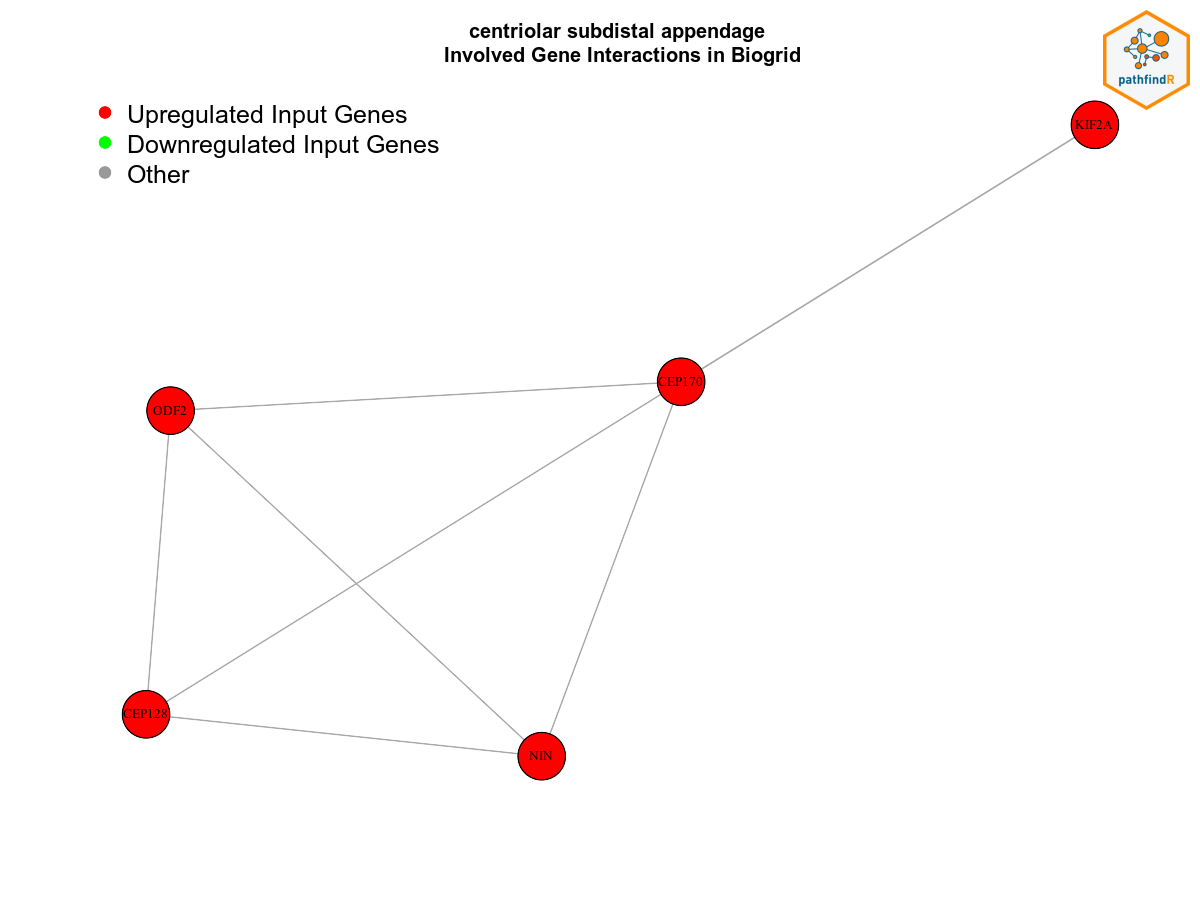 centriolar subdistal appendage
Involved Gene Interactions in Biogrid
pathfindR
Upregulated Input Genes
Downregulated Input Genes
Other
KIF2A
CEP170
ODF2
CEP128
NIN